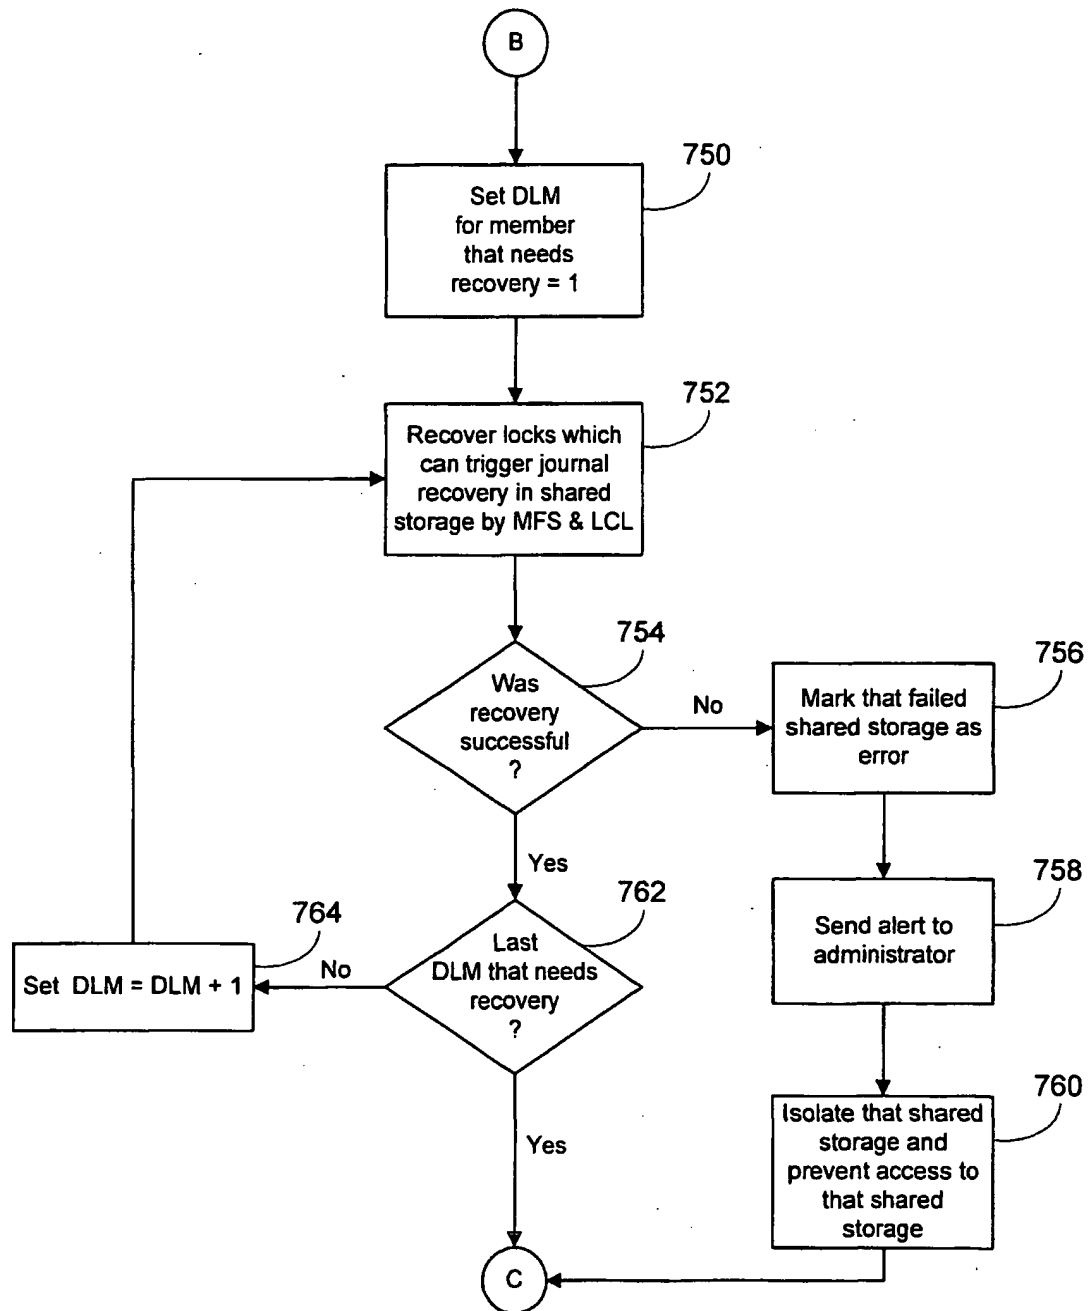 B
750
Set DLM
for member
that needs
recovery = 1
752
Recover locks which
can trigger journal
recovery in shared
storage by MFS & LCL
754
Was
recovery
successful
?
No
756
Mark that failed
shared storage as
error
Yes
758
Send alert to
administrator
762
Last
DLM that needs
recovery
?
No
764
Set DLM = DLM + 1
Yes
760
Isolate that shared
storage and
prevent access to
that shared
storage
C